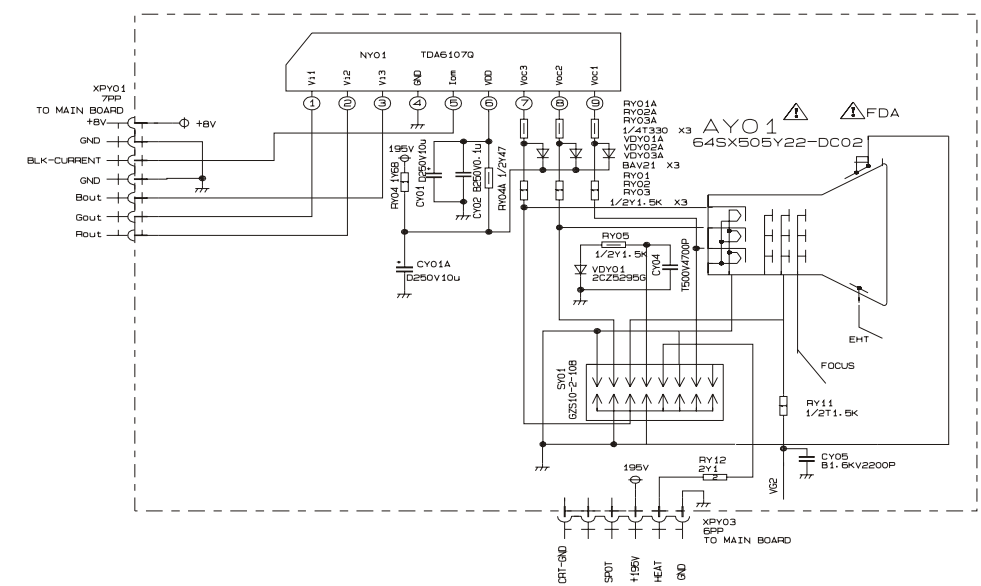 NY01 TDA6107Q
Vi1 Vi2 Vi3 GND Iom VDD Voc3 Voc2 Voc1
1 2 3 4 5 6 7 8 9
XPY01
7PP
TO MAIN BOARD
+8V
+8V
GND
BLK-CURRENT
GND
Bout
Gout
Rout
195V
RY04 1Y68
CY01 D250V10u
CY02 B250V0.1u
RY04A 1/2Y47
CY01A
D250V10u
RY01A
RY02A
RY03A
1/4T330 X3
VDY01A
VDY02A
VDY03A
BAV21 X3
RY01
RY02
RY03
1/2Y1.5K X3
AY01
64SX505Y22-DC02
FDA
RY05
1/2Y1.5K
VDY01
2CZ5295G
CY04
T500V4700P
EHT
FOCUS
SY01
GZS10-2-108
RY11
1/2T1.5K
CY05
B1.6KV2200P
VG2
RY12
2Y1
2
195V
XPY03
6PP
TO MAIN BOARD
CRT-GND
SPOT
+195V
HEAT
GND